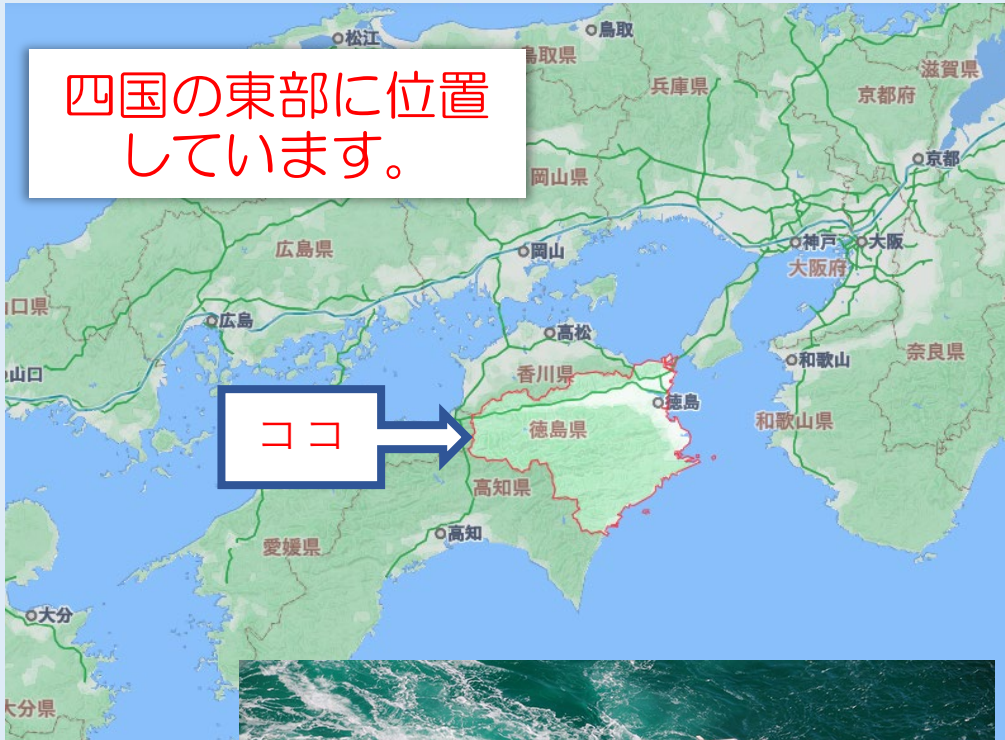 四国の東部に位置
しています。
松江
鳥取
鳥取県
兵庫県
京都府
滋賀県
京都
岡山県
広島県
岡山
神戸
大阪
大阪府
口県
広島
高松
和歌山
奈良県
山口
香川県
徳島
ココ
徳島県
和歌山県
高知県
高知
愛媛県
大分
大分県